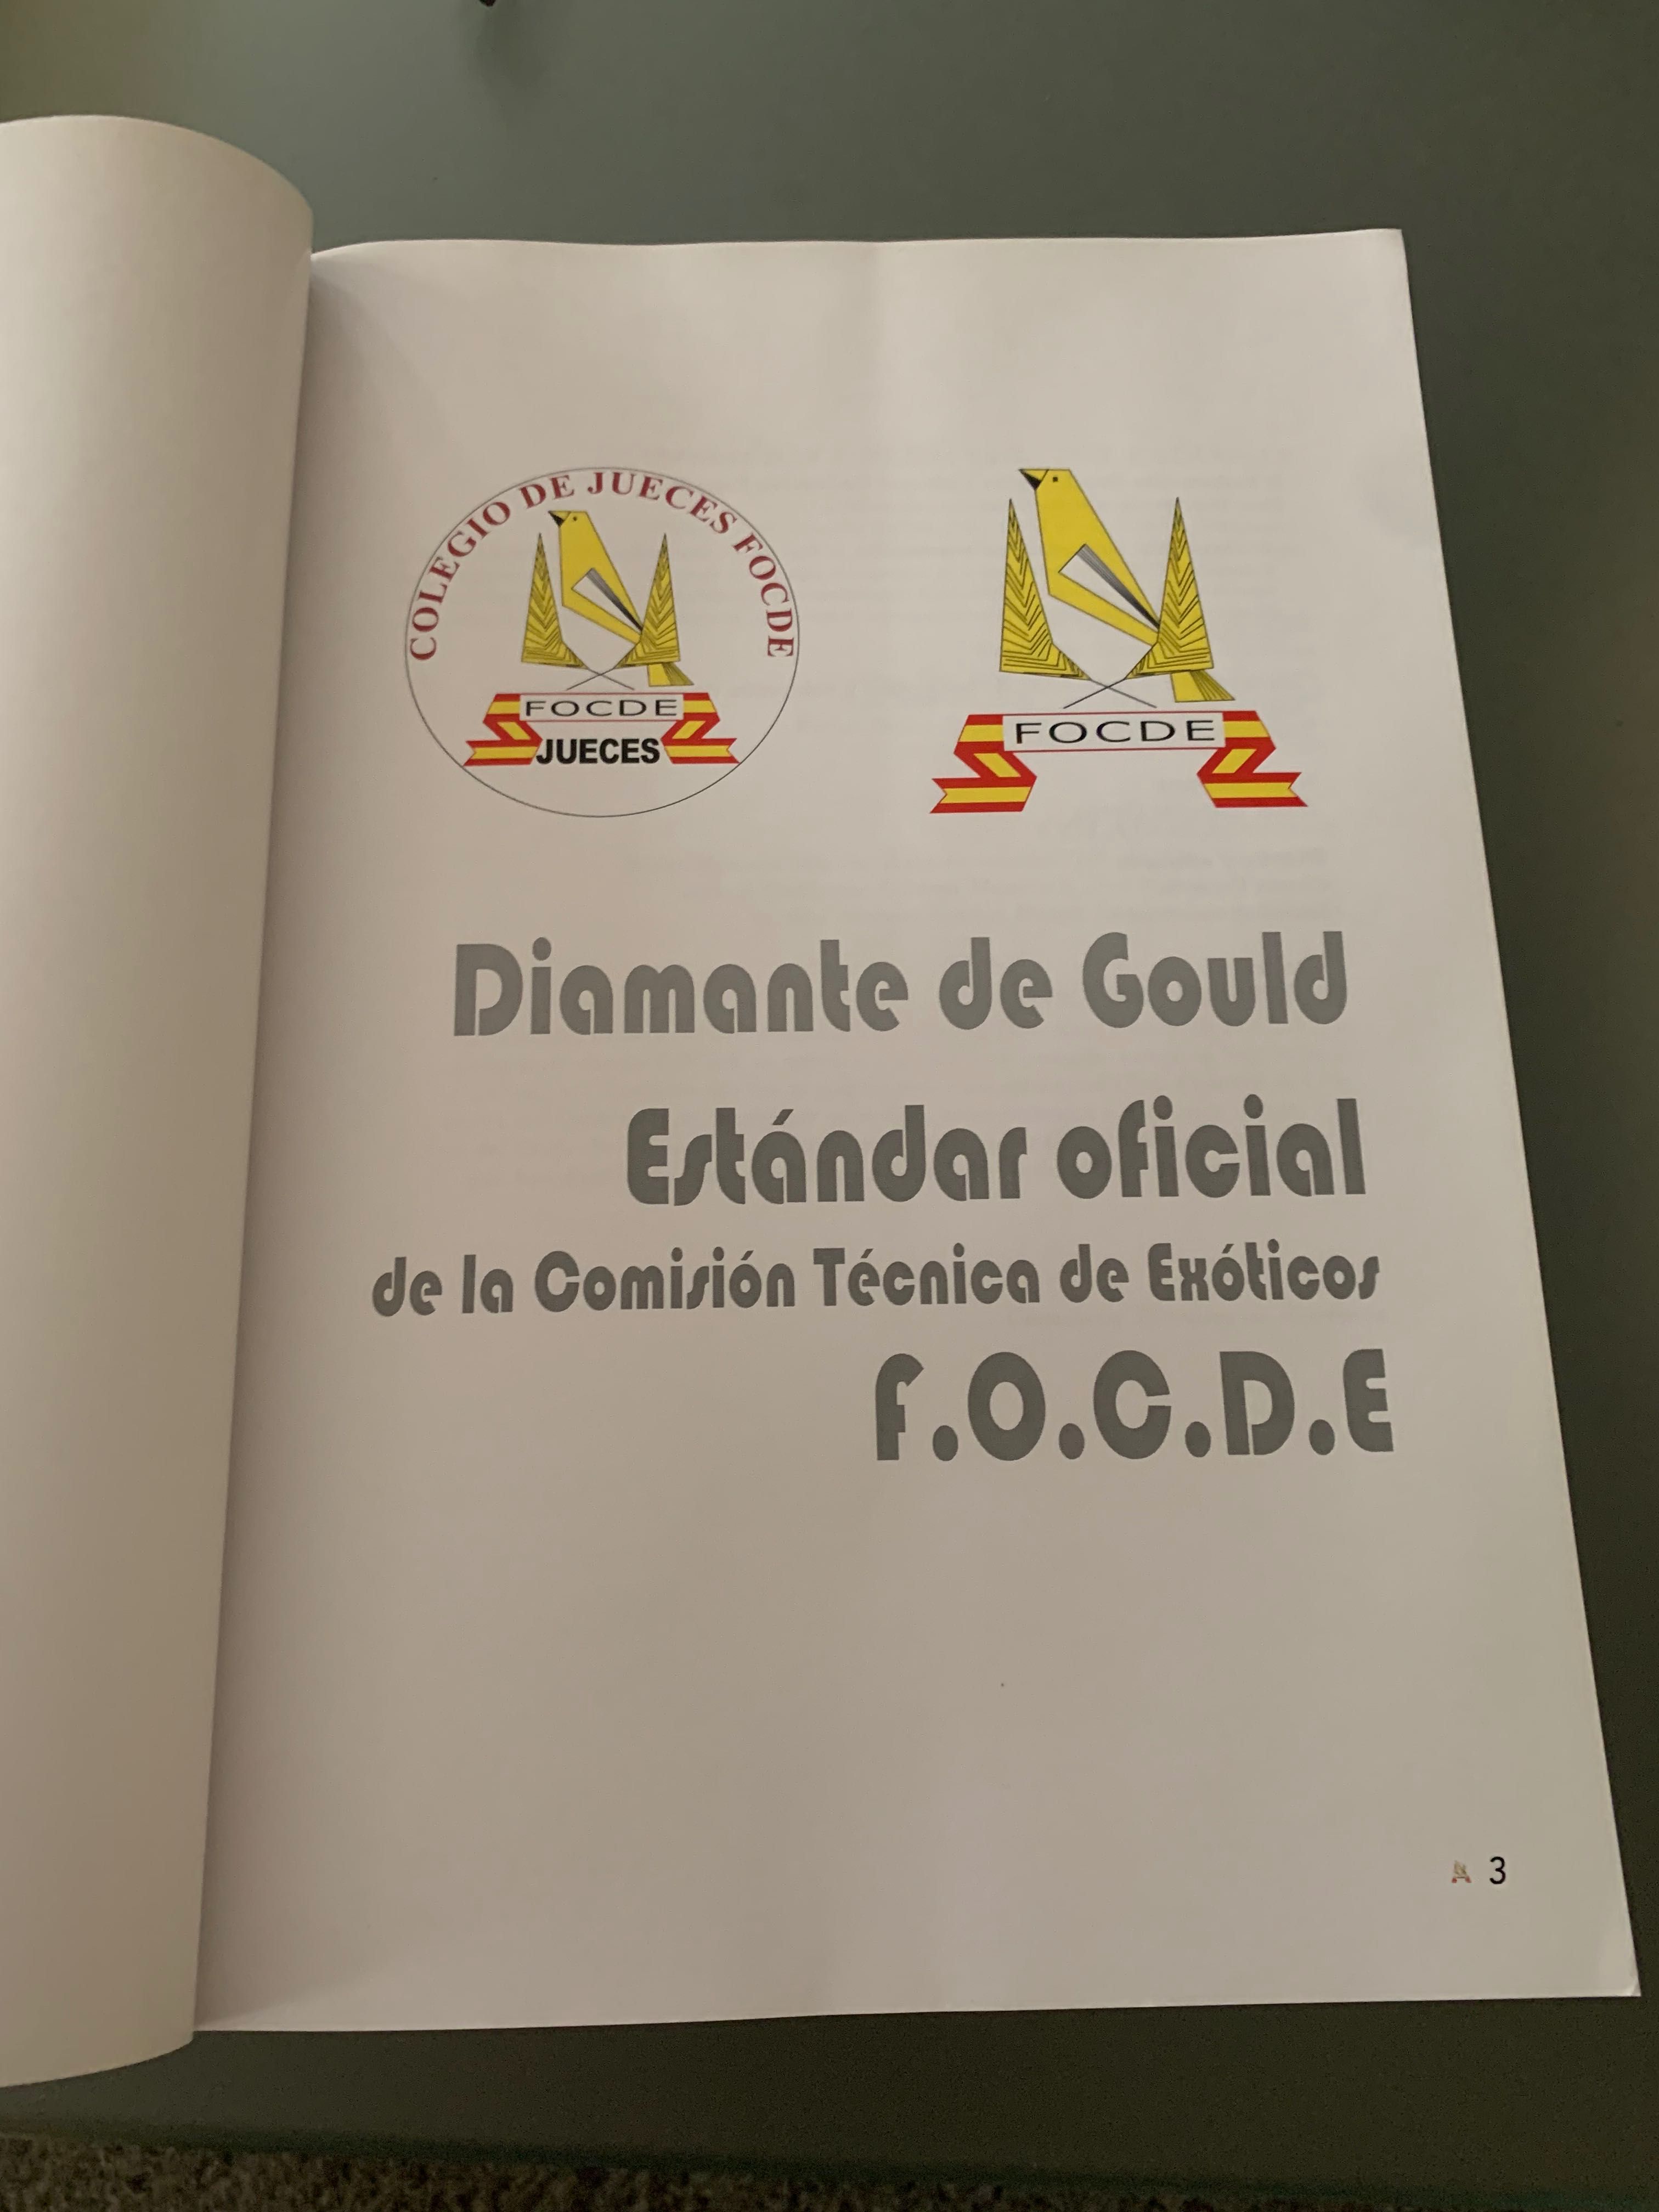 COLEGIO DE JUECES FOCDE
FOCDE
JUECES
FOCDE
Diamante de Gould
Estándar oficial
de la Comisión Técnica de Exóticos
F.O.C.D.E
3